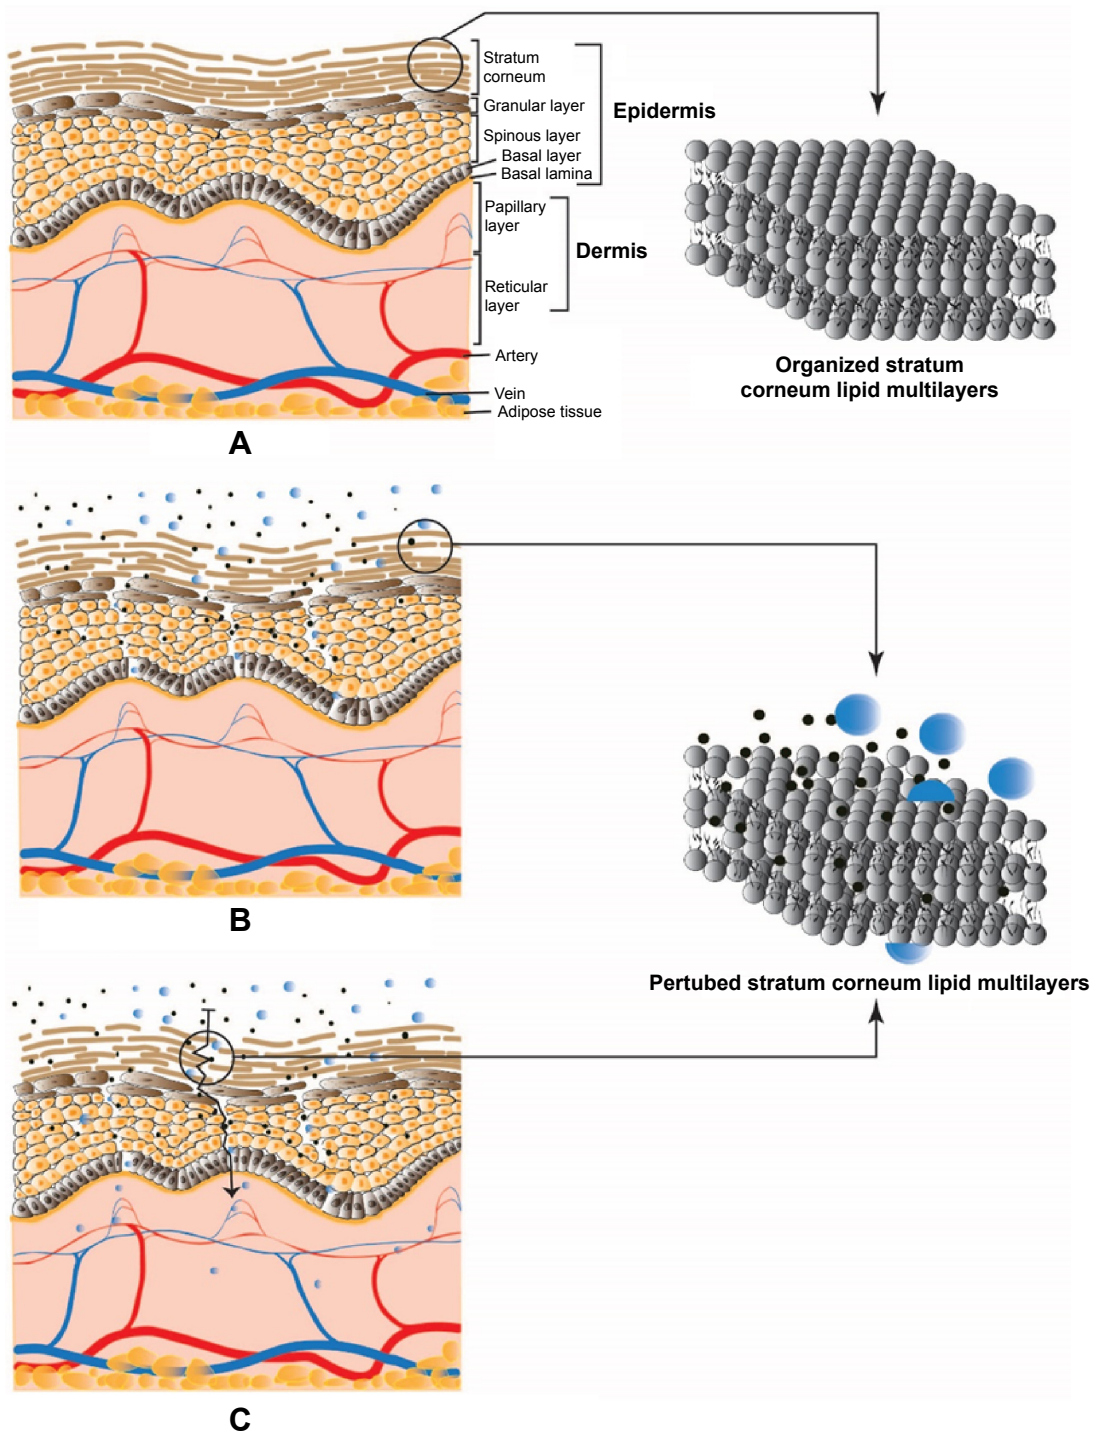 Stratum
corneum
Granular layer
Epidermis
Spinous layer
Basal layer
Basal lamina
Papillary
layer
Dermis
Reticular
layer
Artery
Vein
Adipose tissue
Organized stratum
corneum lipid multilayers
A
B
Pertubed stratum corneum lipid multilayers
C